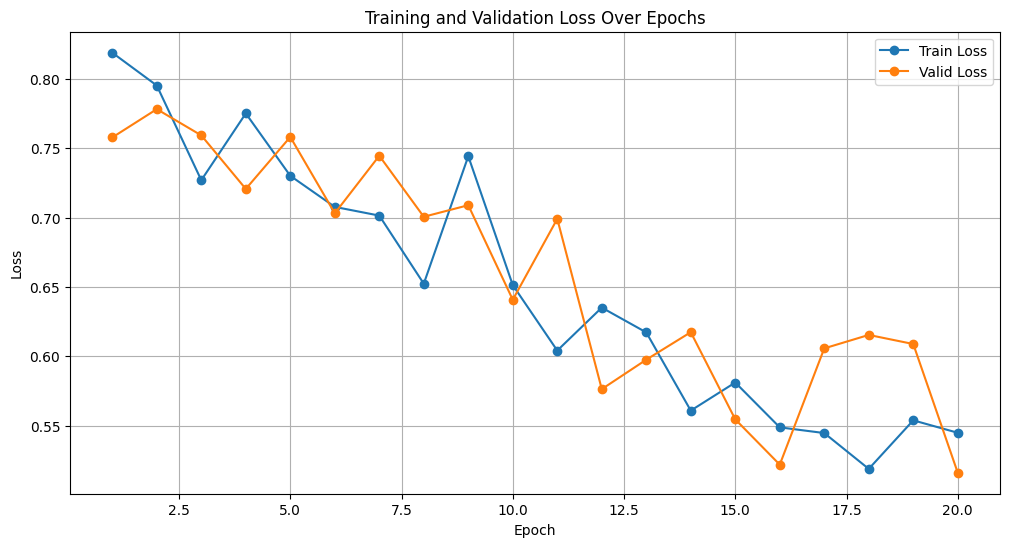 Training and Validation Loss Over Epochs
Train Loss
Valid Loss
0.80
0.75
0.70
0.65
0.60
0.55
Loss
2.5 5.0 7.5 10.0 12.5 15.0 17.5 20.0
Epoch